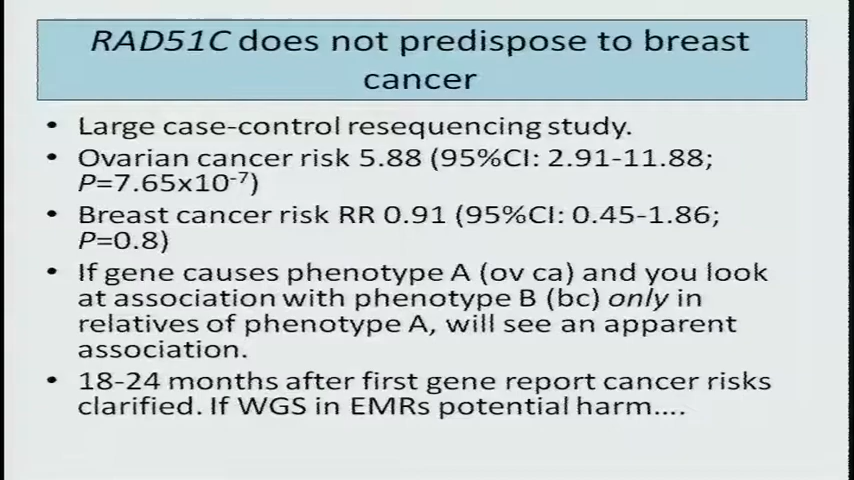 RAD51C does not predispose to breast
cancer
• Large case-control resequencing study.
• Ovarian cancer risk 5.88 (95%CI: 2.91-11.88;
P=7.65x10⁻⁷)
• Breast cancer risk RR 0.91 (95%CI: 0.45-1.86;
P=0.8)
• If gene causes phenotype A (ov ca) and you look
at association with phenotype B (bc) only in
relatives of phenotype A, will see an apparent
association.
• 18-24 months after first gene report cancer risks
clarified. If WGS in EMRs potential harm....